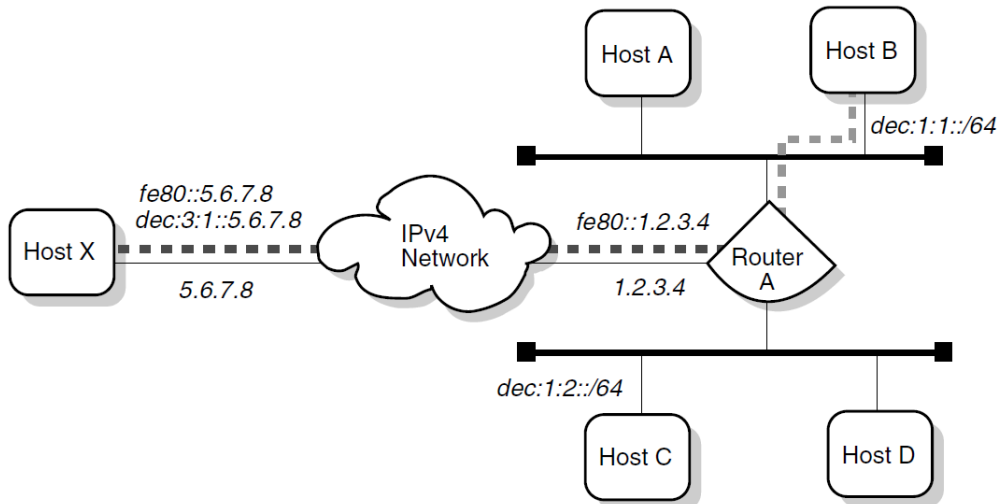 Host A
Host B
dec:1:1::/64
fe80::5.6.7.8
dec:3:1::5.6.7.8
Host X
5.6.7.8
IPv4
Network
fe80::1.2.3.4
1.2.3.4
Router
A
dec:1:2::/64
Host C
Host D